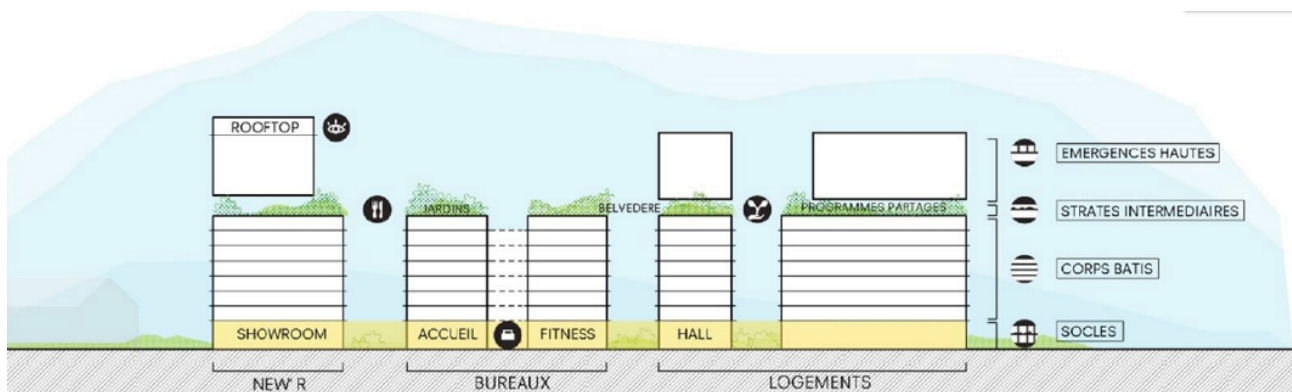 ROOFTOP
EMERGENCES HAUTES
JARDINS
BELVEDERE
PROGRAMMES PARTAGES
STRATES INTERMEDIAIRES
CORPS BATIS
SHOWROOM
ACCUEIL
FITNESS
HALL
SOCLES
NEW'R
BUREAUX
LOGEMENTS